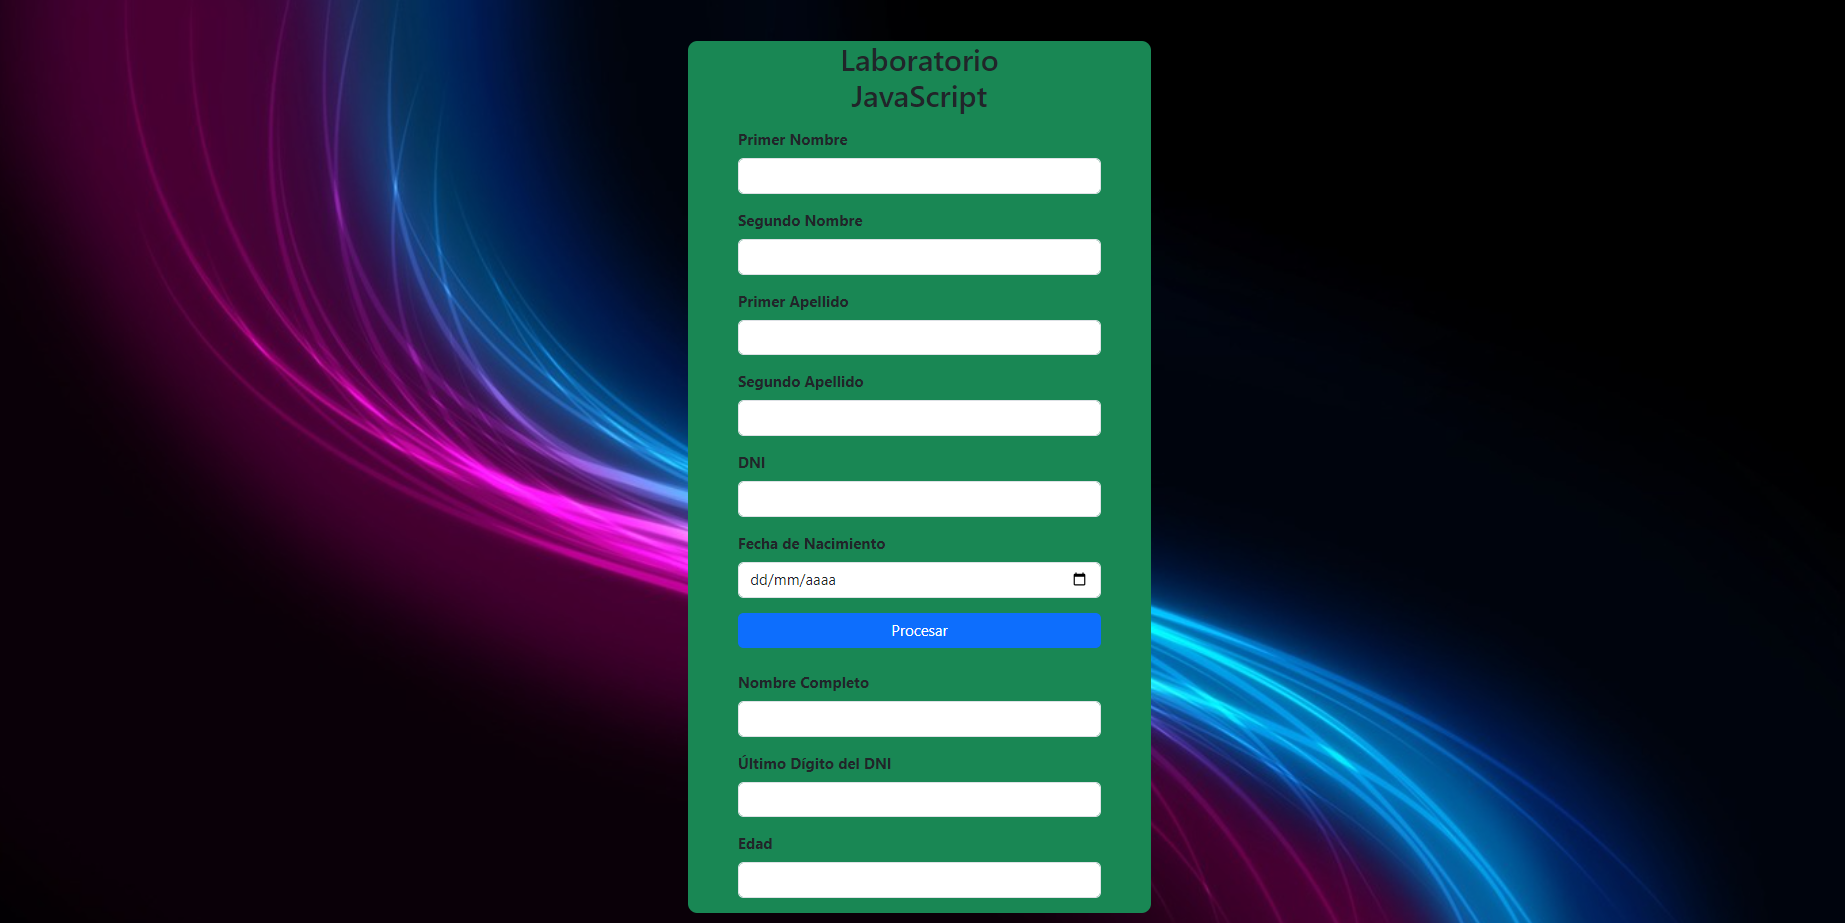 Laboratorio
JavaScript
Primer Nombre
Segundo Nombre
Primer Apellido
Segundo Apellido
DNI
Fecha de Nacimiento
dd/mm/aaaa
Procesar
Nombre Completo
Último Dígito del DNI
Edad